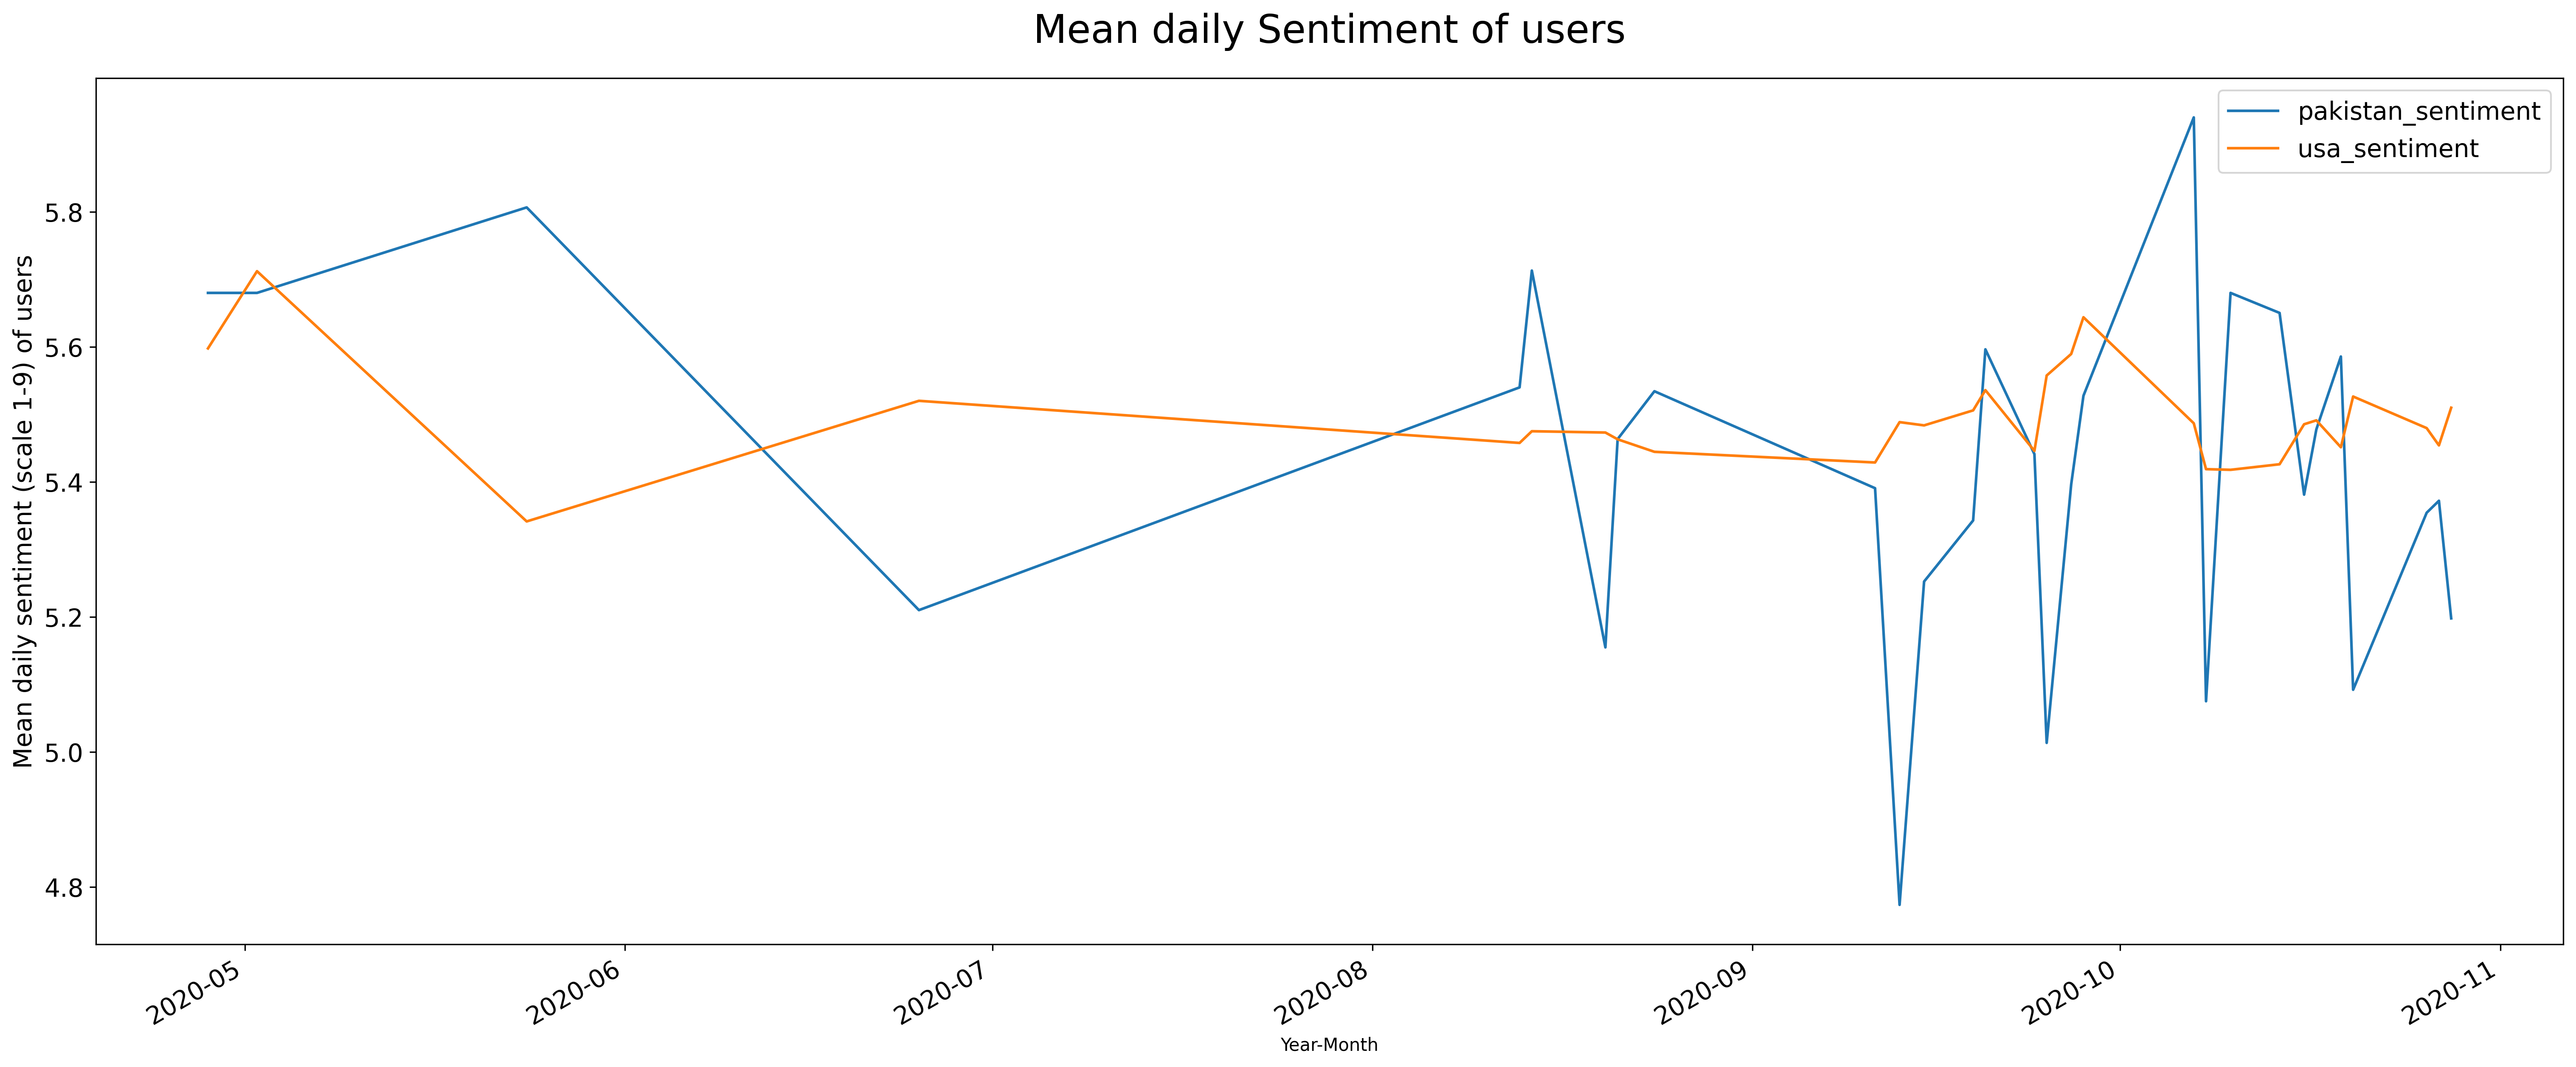 Mean daily Sentiment of users
pakistan_sentiment
usa_sentiment
Mean daily sentiment (scale 1-9) of users
5.8
5.6
5.4
5.2
5.0
4.8
2020-05
2020-06
2020-07
2020-08
2020-09
2020-10
2020-11
Year-Month